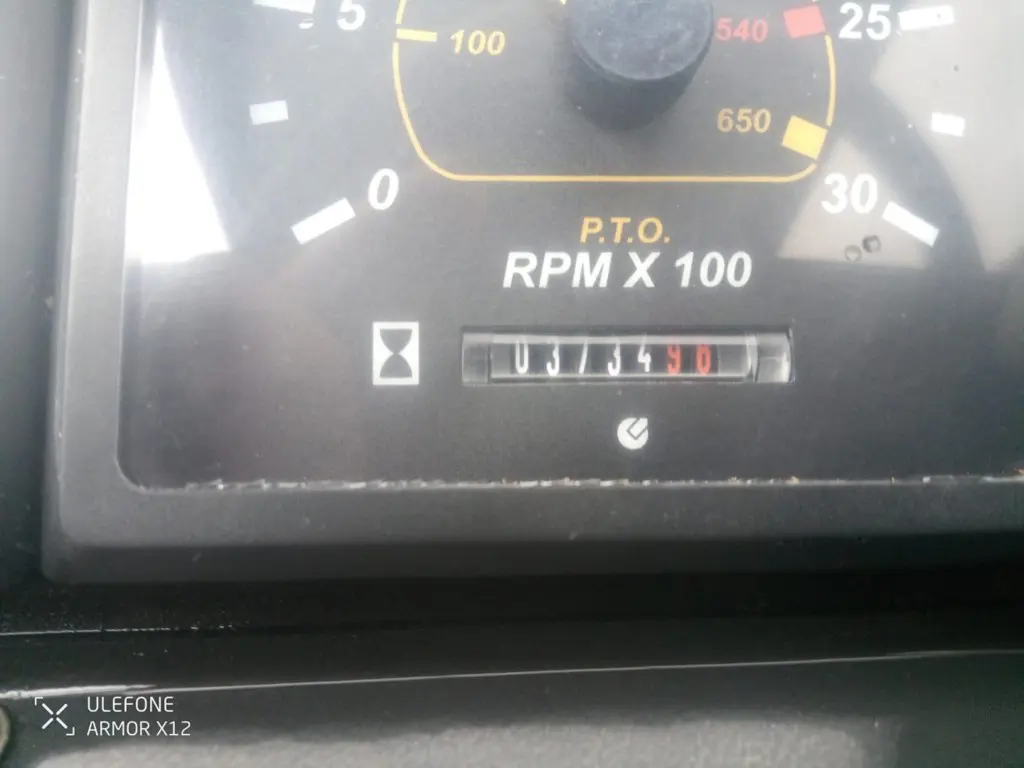 5 25
100 540
650
0 30
P.T.O.
RPM X 100
0373498
ULEFONE
ARMOR X12